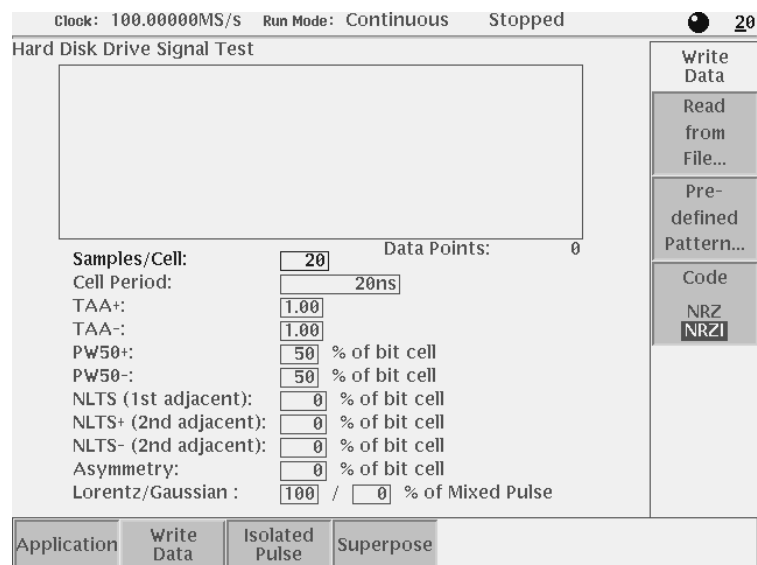 Clock: 100.00000MS/s Run Mode: Continuous Stopped 20
Hard Disk Drive Signal Test
Data Points: 0
Samples/Cell: 20
Cell Period: 20ns
TAA+: 1.00
TAA-: 1.00
PW50+: 50 % of bit cell
PW50-: 50 % of bit cell
NLTS (1st adjacent): 0 % of bit cell
NLTS+ (2nd adjacent): 0 % of bit cell
NLTS- (2nd adjacent): 0 % of bit cell
Asymmetry: 0 % of bit cell
Lorentz/Gaussian : 100 / 0 % of Mixed Pulse
Write
Data
Read
from
File...
Pre-
defined
Pattern...
Code
NRZ
NRZI
Application
Write
Data
Isolated
Pulse
Superpose